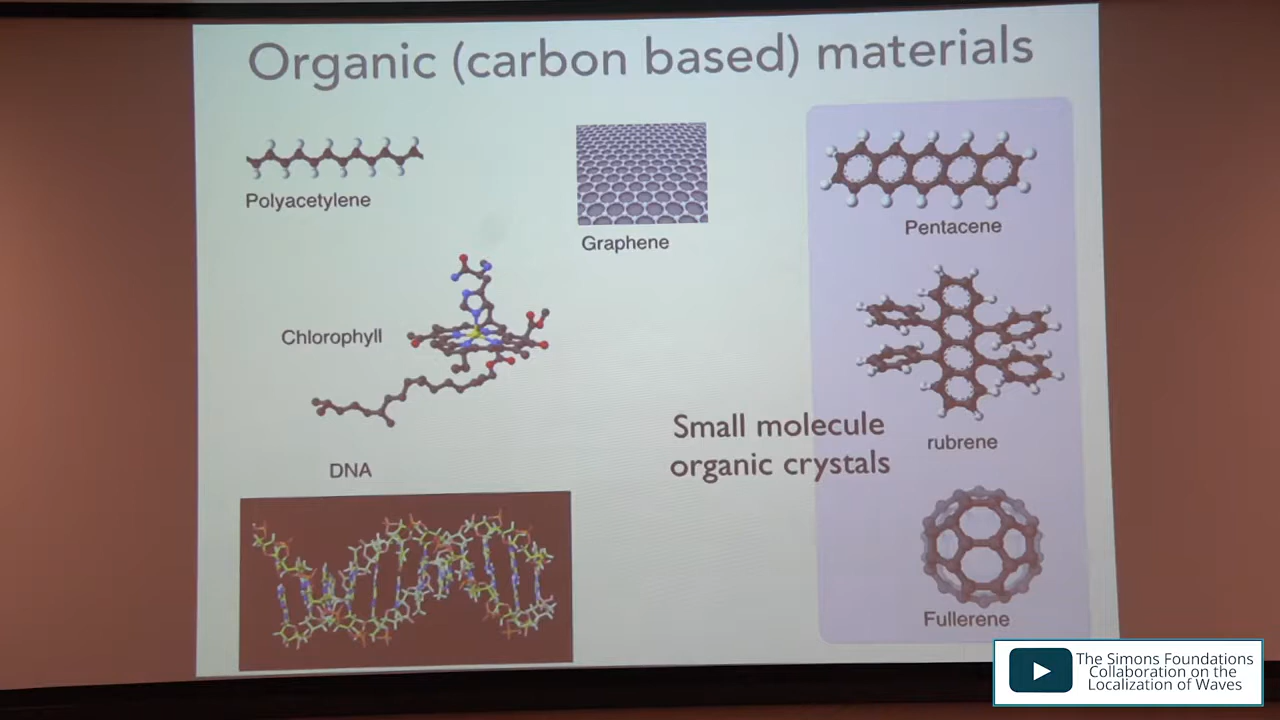 Organic (carbon based) materials
Polyacetylene
Graphene
Pentacene
Chlorophyll
Small molecule
organic crystals
rubrene
DNA
Fullerene
The Simons Foundations
Collaboration on the
Localization of Waves